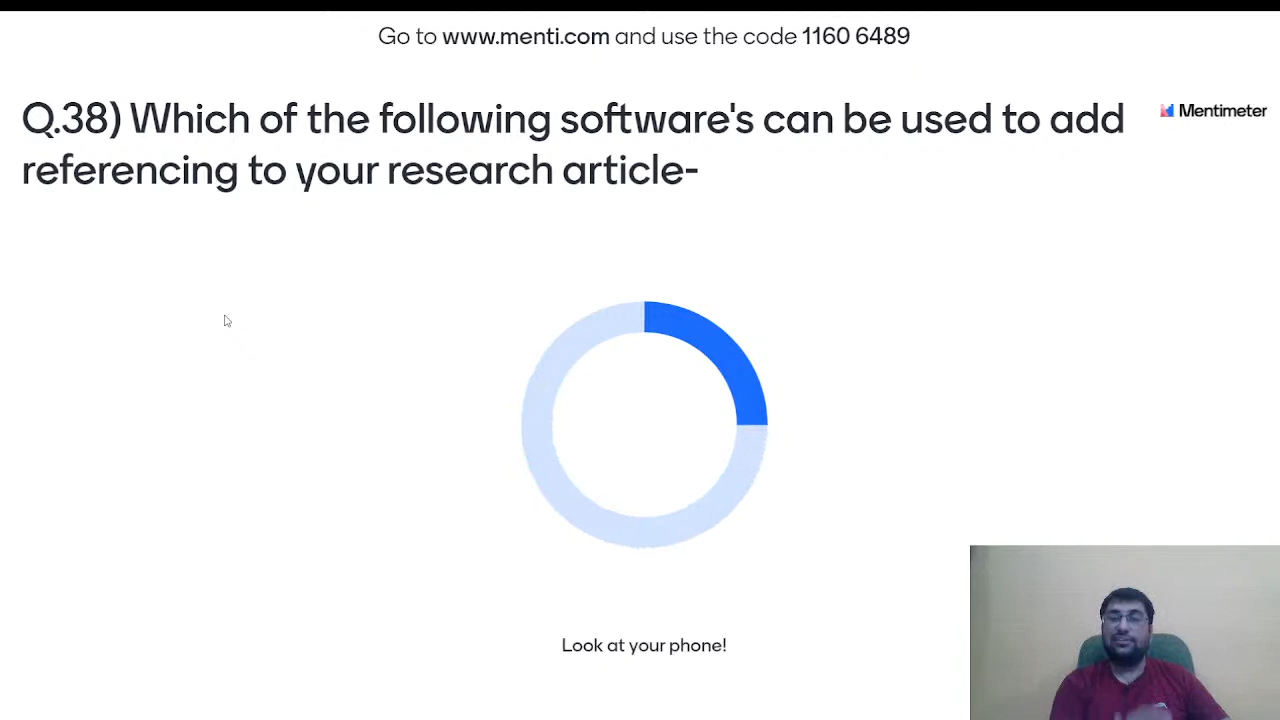 Go to www.menti.com and use the code 1160 6489
Q.38) Which of the following software's can be used to add
referencing to your research article-
Mentimeter
Look at your phone!